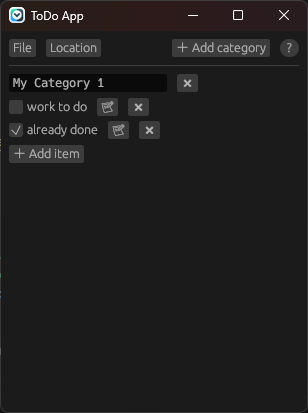 ToDo App
File Location + Add category ?
My Category 1
work to do
already done
+ Add item